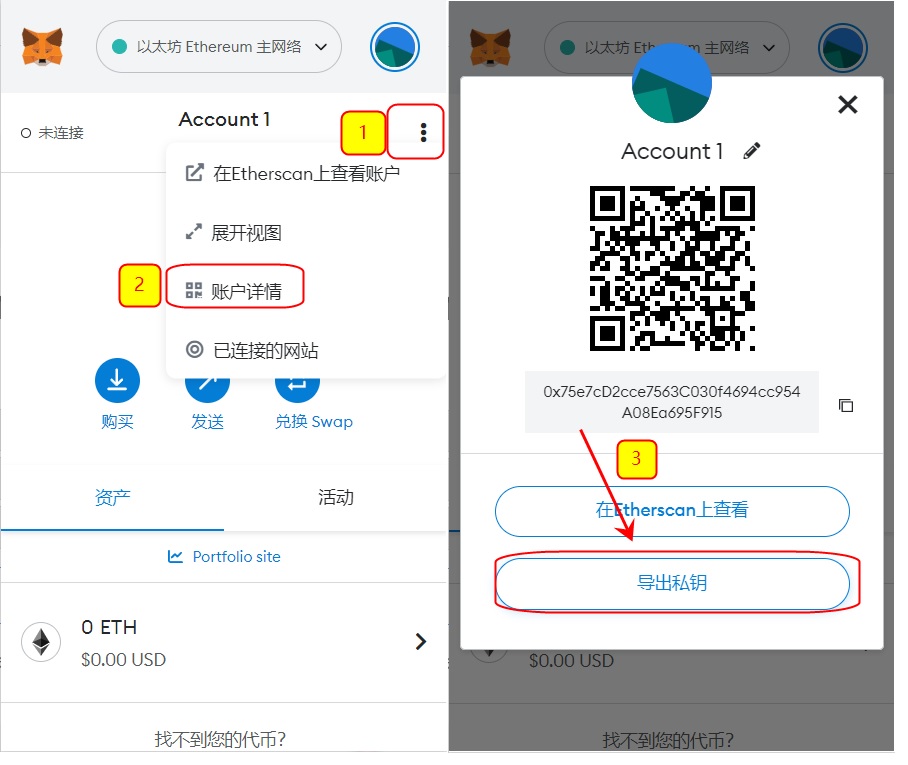 以太坊 Ethereum 主网络
未连接
Account 1
1
在Etherscan上查看账户
展开视图
2
账户详情
已连接的网站
购买
发送
兑换 Swap
资产
活动
Portfolio site
0 ETH
$0.00 USD
找不到您的代币?
以太坊 Eth m 主网络
Account 1
0x75e7cD2cce7563C030f4694cc954
A08Ea695F915
3
在Etherscan上查看
导出私钥
$0.00 USD
找不到您的代币?